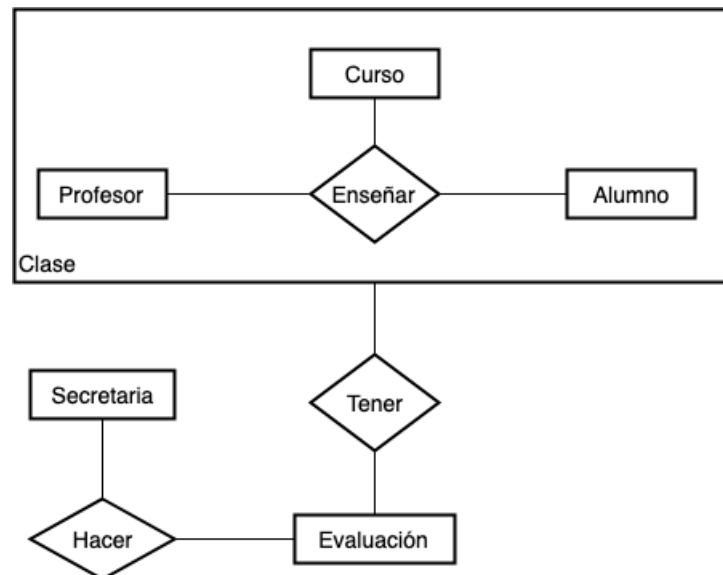 Curso
Profesor
Enseñar
Alumno
Clase
Secretaria
Tener
Hacer
Evaluación